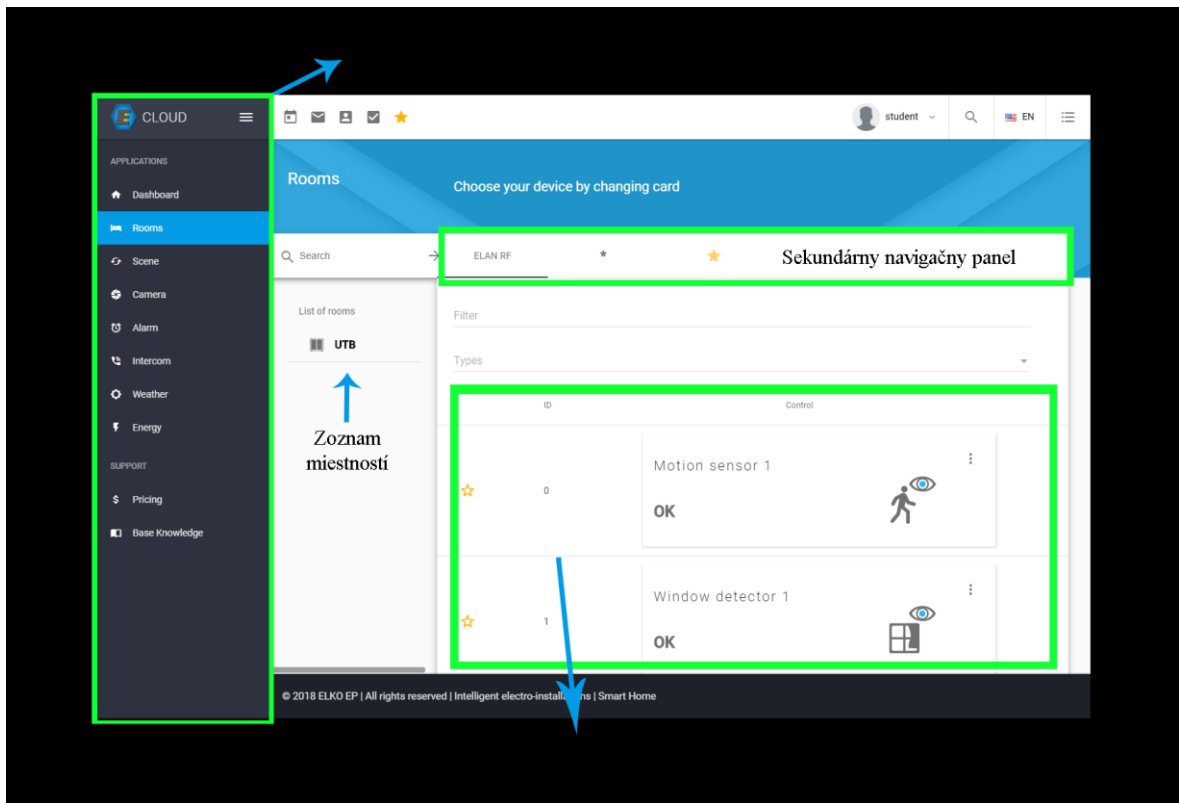 E CLOUD
student
EN
APPLICATIONS
Dashboard
Rooms
Scene
Camera
Alarm
Intercom
Weather
Energy
SUPPORT
$ Pricing
Base Knowledge
Rooms
Choose your device by changing card
Search
ELAN RF
*
Sekundárny navigačny panel
List of rooms
UTB
Zoznam
miestností
Filter
Types
ID Control
0
Motion sensor 1
OK
1
Window detector 1
OK
© 2018 ELKO EP | All rights reserved | Intelligent electro-installations | Smart Home